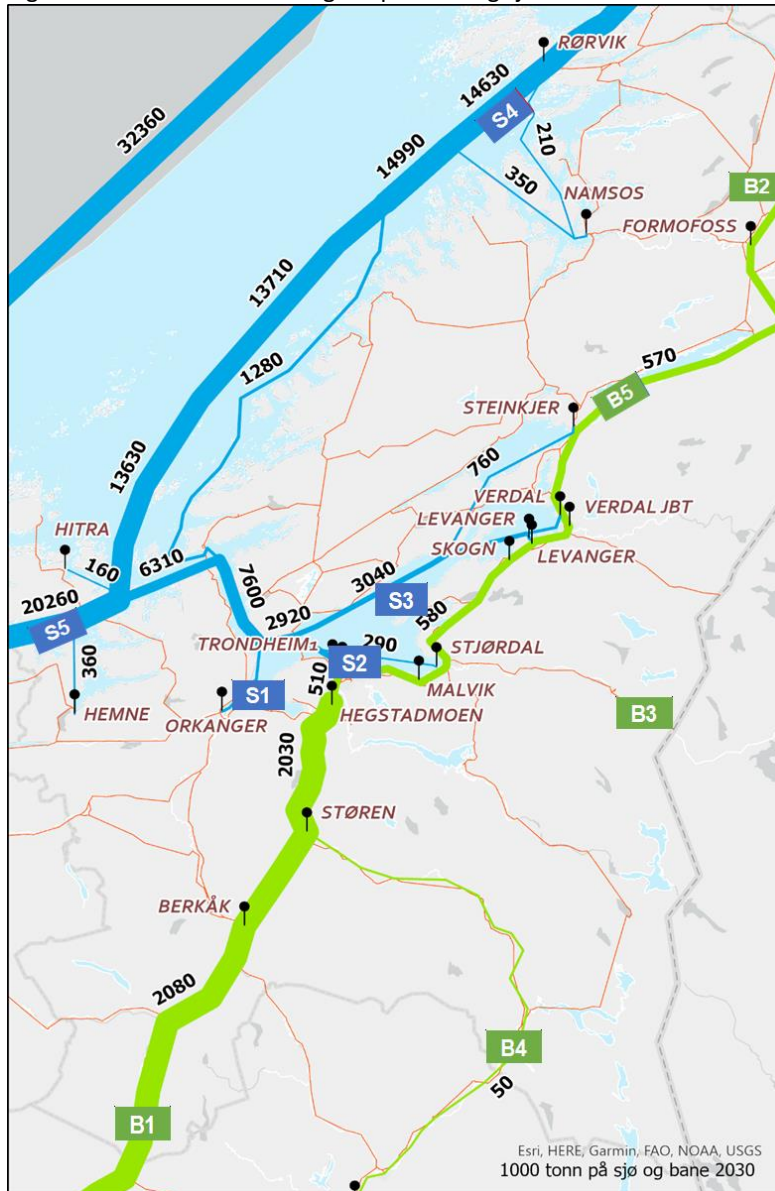 RØRVIK
14630
S4
32360
14990
210
350
NAMSOS
B2
FORMOFOSS
13710
1280
570
B5
STEINKJER
760
13630
VERDAL
VERDAL JBT
LEVANGER
HITRA
SKOGN
LEVANGER
160
6310
7600
3040
20260
S5
2920
S3
580
TRONDHEIM1
290
STJØRDAL
S2
360
S1
510
MALVIK
HEMNE
ORKANGER
HEGSTADMOEN
B3
2030
STØREN
BERKÅK
2080
B4
50
B1
Esri, HERE, Garmin, FAO, NOAA, USGS
1000 tonn på sjø og bane 2030